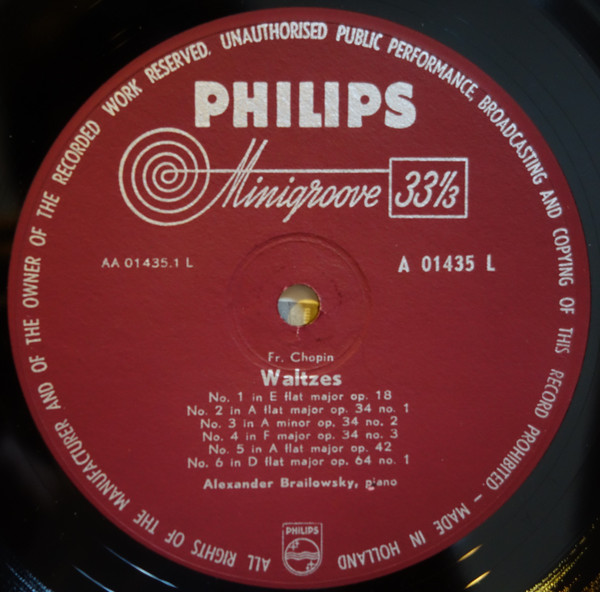 ALL RIGHTS OF THE MANUFACTURER AND OF THE OWNER OF THE RECORDED WORK RESERVED. UNAUTHORISED PUBLIC PERFORMANCE, BROADCASTING AND COPYING OF THIS RECORD PROHIBITED - MADE IN HOLLAND
PHILIPS
Minigroove 33⅓
AA 01435.1 L
A 01435 L
Fr. Chopin
Waltzes
No. 1 in E flat major op. 18
No. 2 in A flat major op. 34 no. 1
No. 3 in A minor op. 34 no. 2
No. 4 in F major op. 34 no. 3
No. 5 in A flat major op. 42
No. 6 in D flat major op. 64 no. 1
Alexander Brailowsky, piano
PHILIPS